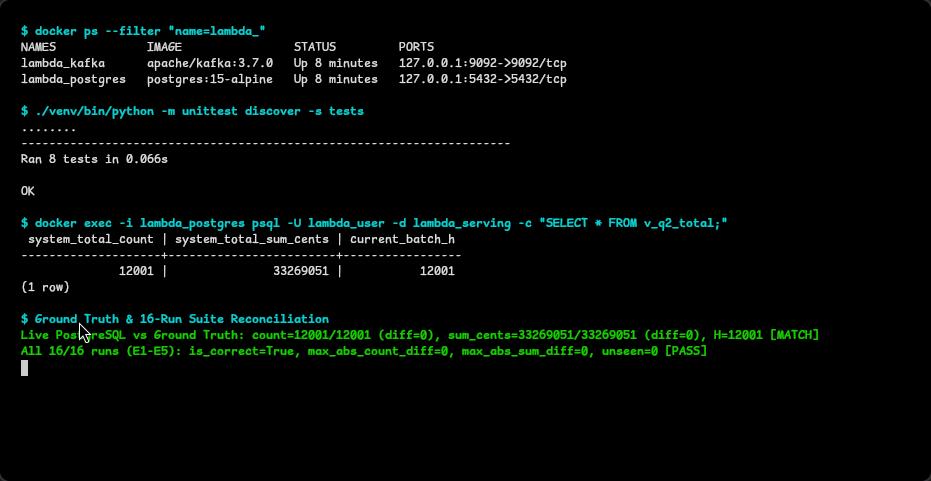 $ docker ps --filter "name=lambda_"
NAMES            IMAGE                STATUS         PORTS
lambda_kafka     apache/kafka:3.7.0   Up 8 minutes   127.0.0.1:9092->9092/tcp
lambda_postgres  postgres:15-alpine   Up 8 minutes   127.0.0.1:5432->5432/tcp
$ ./venv/bin/python -m unittest discover -s tests
........
----------------------------------------------------------------------
Ran 8 tests in 0.066s
OK
$ docker exec -i lambda_postgres psql -U lambda_user -d lambda_serving -c "SELECT * FROM v_q2_total;"
 system_total_count | system_total_sum_cents | current_batch_h
--------------------+------------------------+-----------------
              12001 |               33269051 |           12001
(1 row)
$ Ground Truth & 16-Run Suite Reconciliation
Live PostgreSQL vs Ground Truth: count=12001/12001 (diff=0), sum_cents=33269051/33269051 (diff=0), H=12001 [MATCH]
All 16/16 runs (E1-E5): is_correct=True, max_abs_count_diff=0, max_abs_sum_diff=0, unseen=0 [PASS]